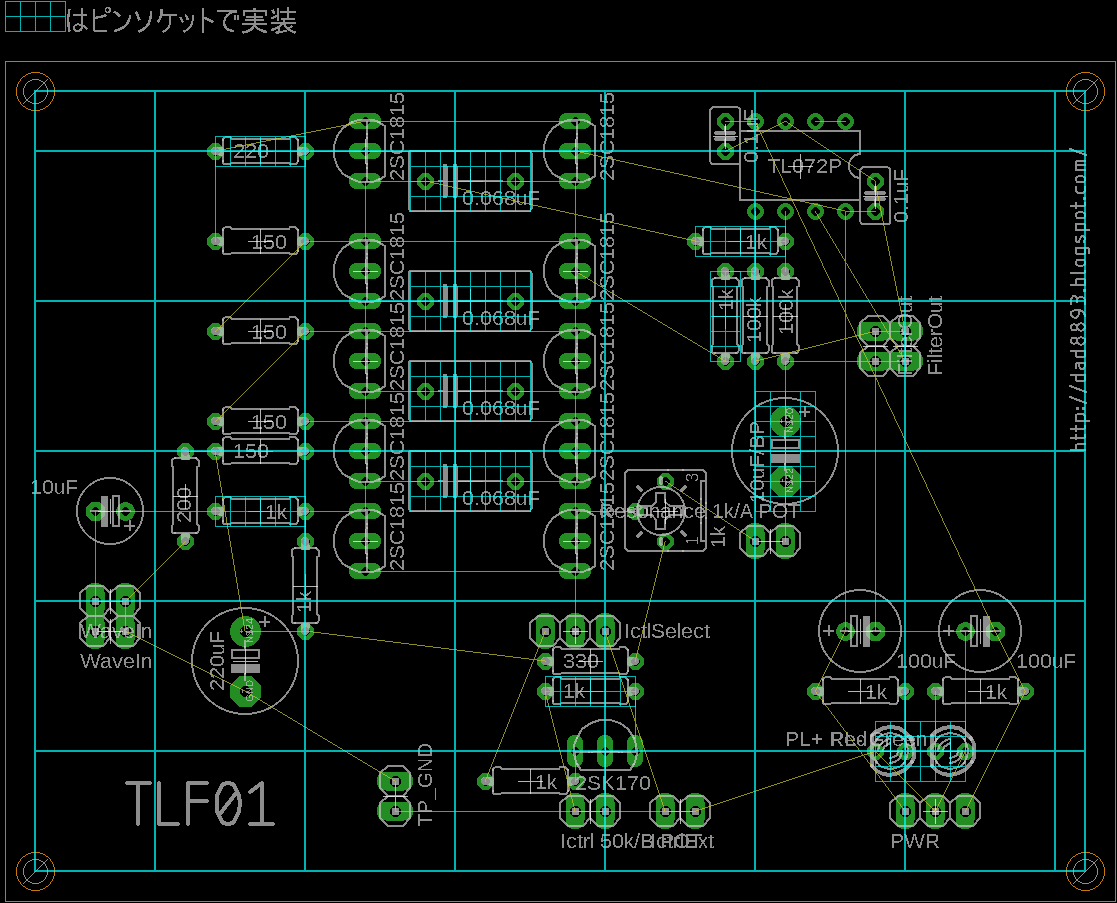 はピンソケットで実装
2SC1815
2SC1815
0.1uF
220
TL072P
0.068uF
0.1uF
http://dad8893.blogspot.com/
2SC1815
2SC1815
150
1k
1k
100k
100k
0.068uF
FilterOut
150
2SC1815
2SC1815
0.068uF
150
150
2SC1815
2SC1815
10uF/BP
10uF
200
1k
0.068uF
Resonance 1k/A POT
3
1
1k
2SC1815
2SC1815
1k
WaveIn
WaveIn
IctlSelect
220uF
330
1k
100uF
100uF
1k
1k
PL+ Red
Green
TP_GND
1k
2SK170
TLF01
Ictrl 50k/B POT
IctrlExt
PWR